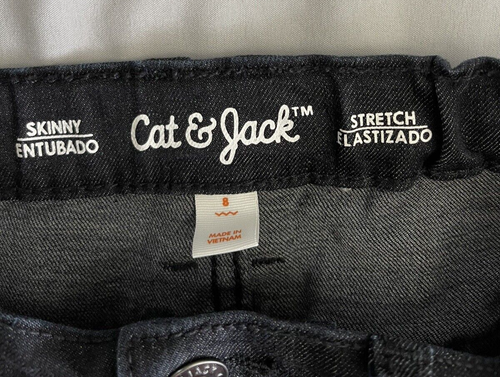 SKINNY
ENTUBADO
Cat & Jack™
STRETCH
ELASTIZADO
8
MADE IN
VIETNAM